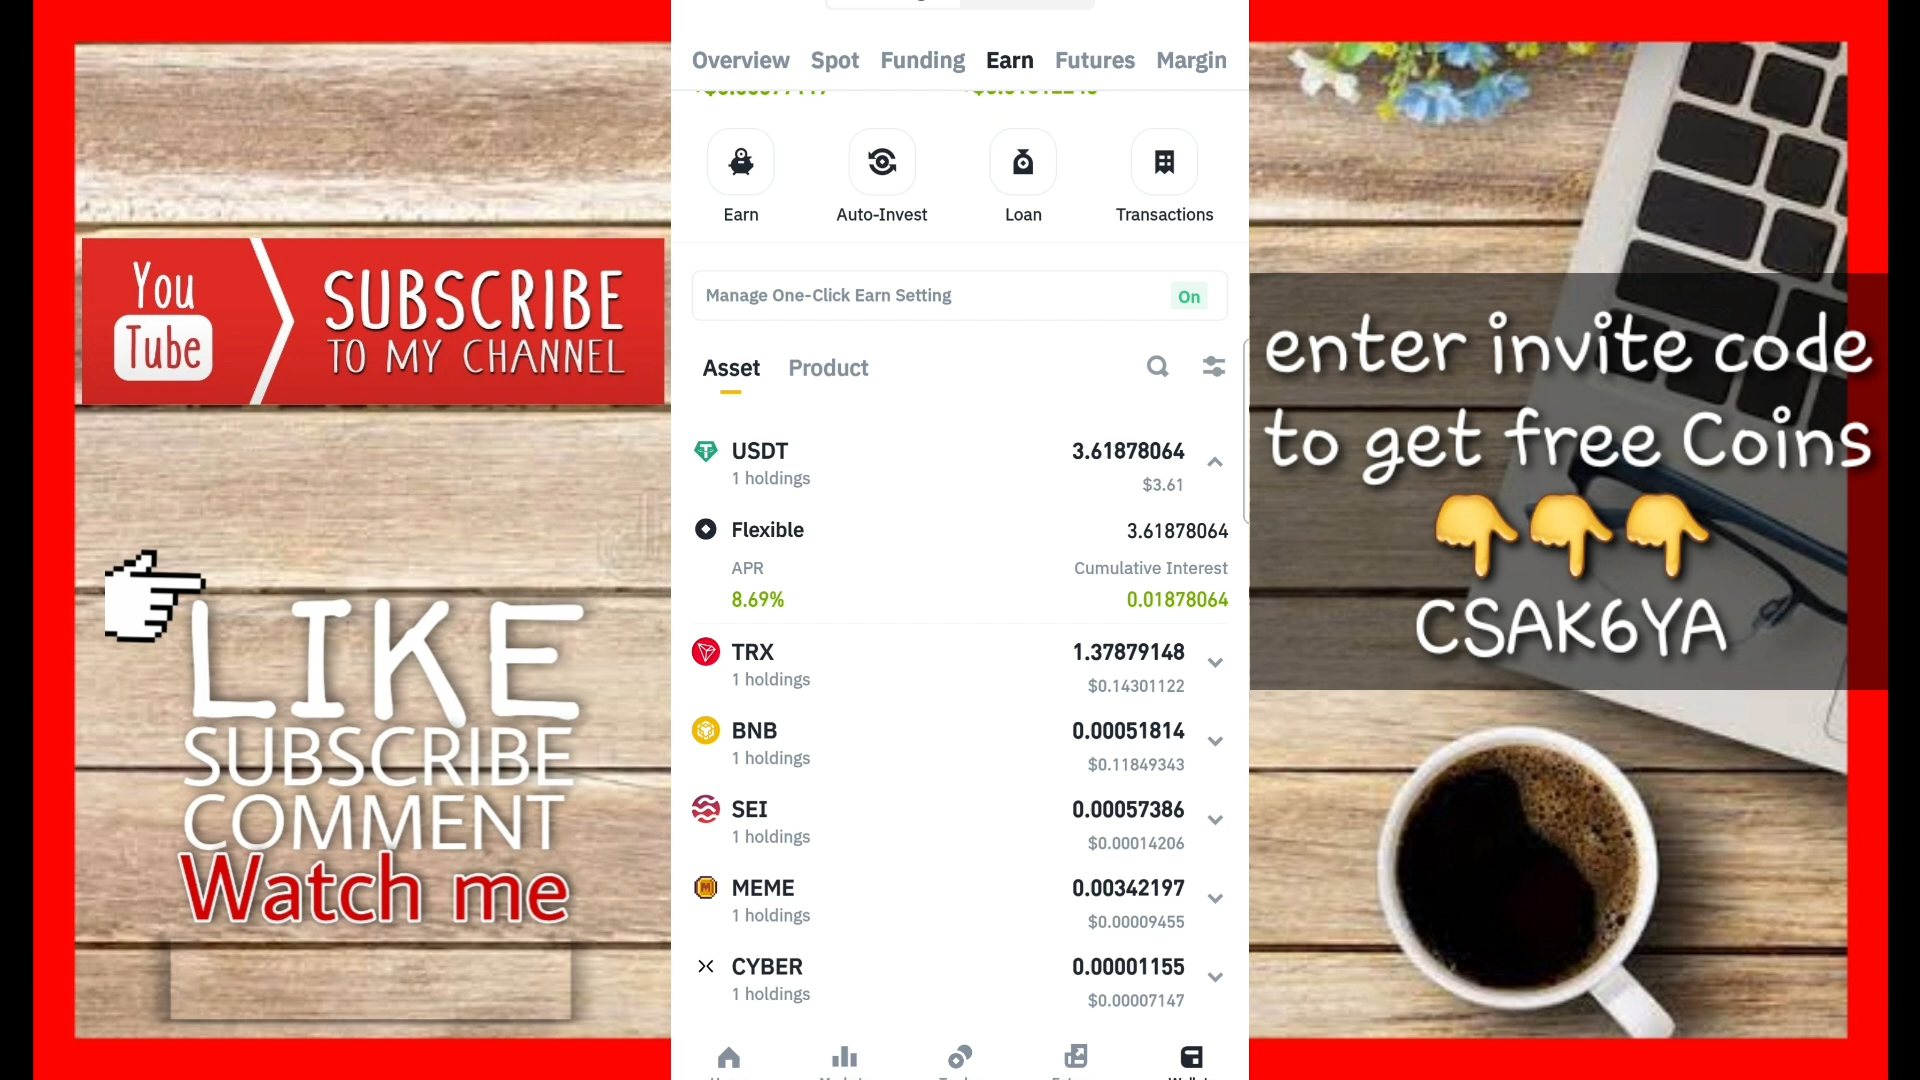 Overview Spot Funding Earn Futures Margin
Earn Auto-Invest Loan Transactions
Manage One-Click Earn Setting On
Asset Product
USDT 3.61878064
1 holdings $3.61
Flexible 3.61878064
APR Cumulative Interest
8.69% 0.01878064
TRX 1.37879148
1 holdings $0.14301122
BNB 0.00051814
1 holdings $0.11849343
SEI 0.00057386
1 holdings $0.00014206
MEME 0.00342197
1 holdings $0.00009455
CYBER 0.00001155
1 holdings $0.00007147
You
Tube
SUBSCRIBE
TO MY CHANNEL
LIKE
SUBSCRIBE
COMMENT
Watch me
enter invite code
to get free Coins
👇👇👇
CSAK6YA